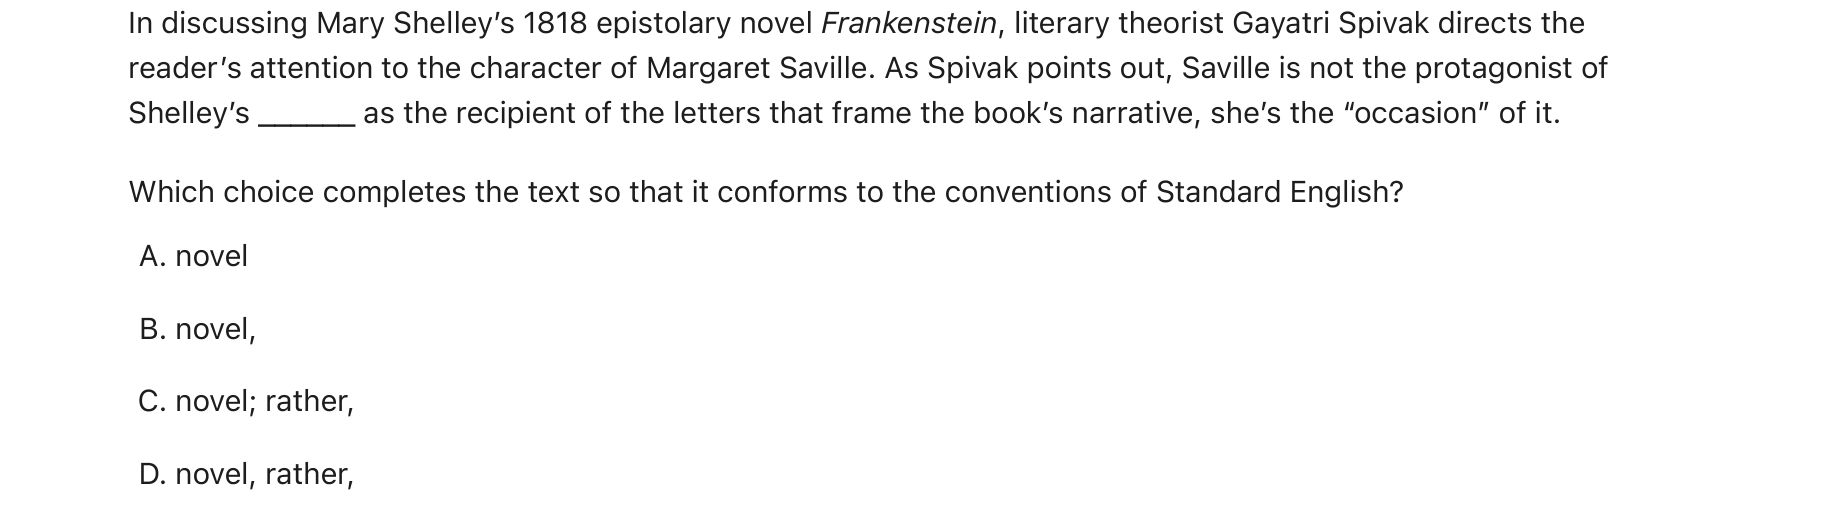 In discussing Mary Shelley’s 1818 epistolary novel Frankenstein, literary theorist Gayatri Spivak directs the
reader’s attention to the character of Margaret Saville. As Spivak points out, Saville is not the protagonist of
Shelley’s ______ as the recipient of the letters that frame the book’s narrative, she’s the “occasion” of it.
Which choice completes the text so that it conforms to the conventions of Standard English?
A. novel
B. novel,
C. novel; rather,
D. novel, rather,